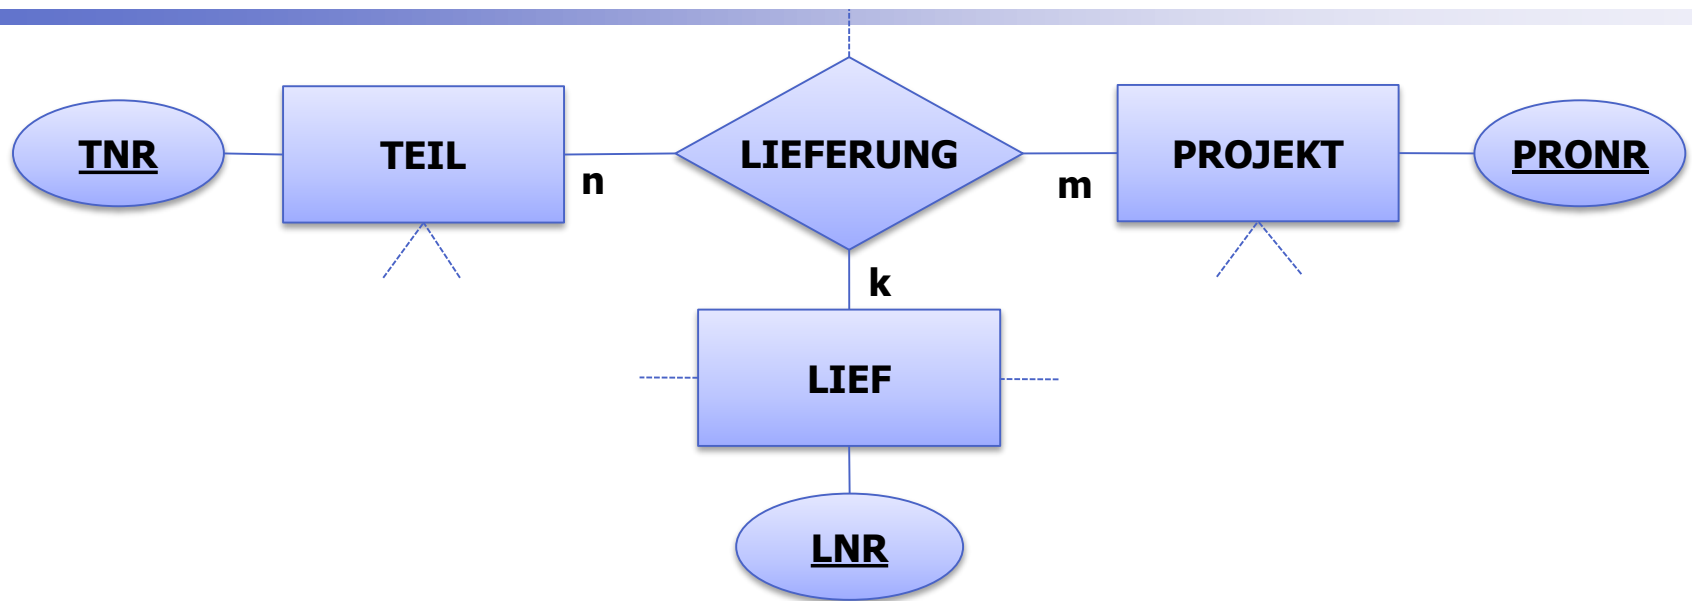 TNR
TEIL
n
LIEFERUNG
m
PROJEKT
PRONR
k
LIEF
LNR